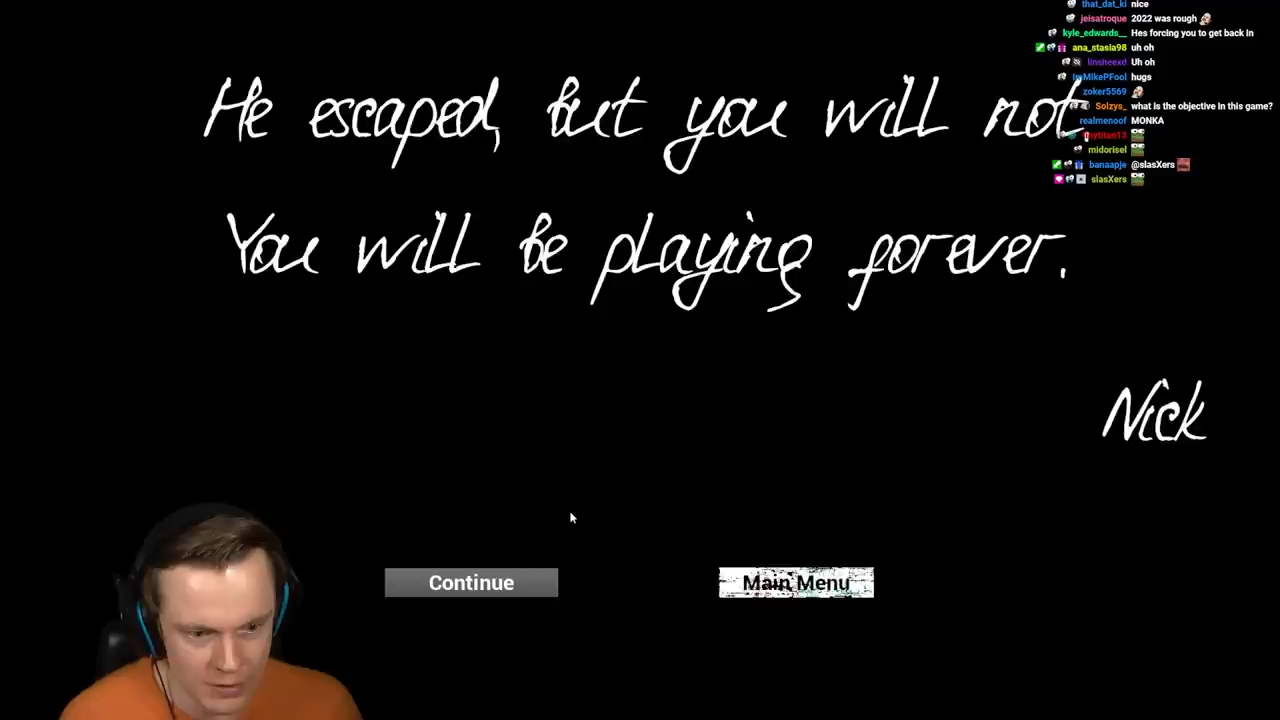 that_dat_ki nice
jeisatroque 2022 was rough
kyle_edwards__ Hes forcing you to get back in
ana_stasia98 uh oh
linsheexd Uh oh
ImMikePFool hugs
zoker5569
Solzys_ what is the objective in this game?
realmenoof MONKA
midorisel
banaapje @slasXers
slasXers
He escaped, but you will not,
You will be playing forever.
Nick
Continue
Main Menu